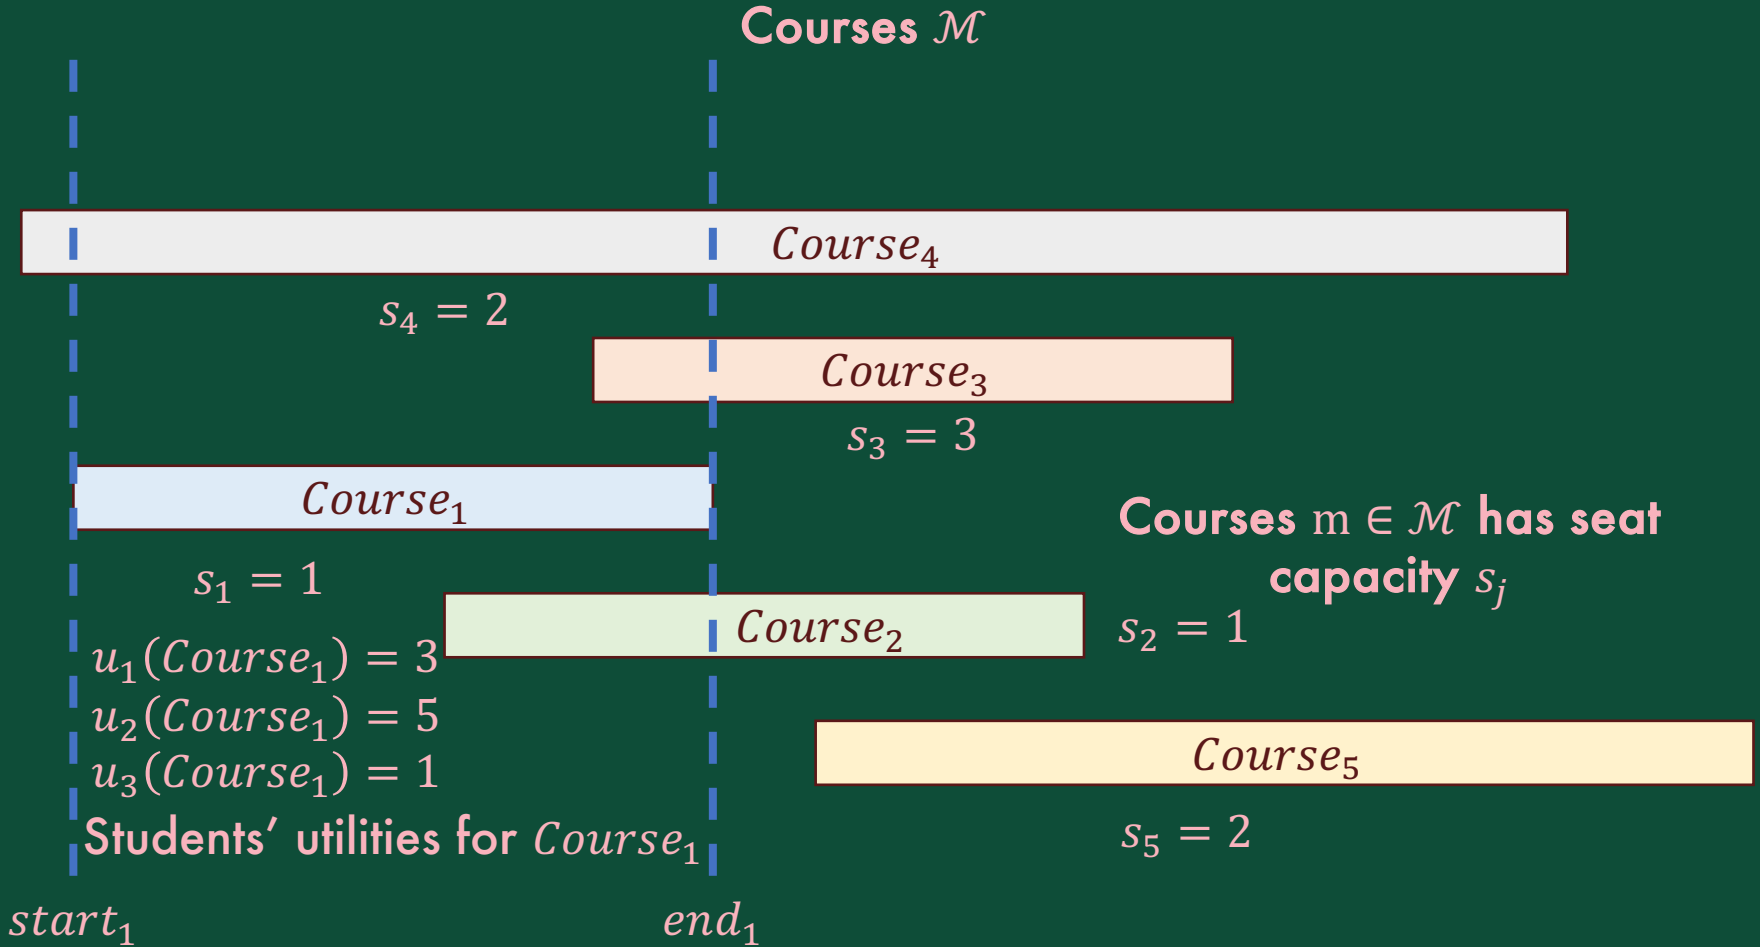 Courses ℳ
Course₄
s₄ = 2
Course₃
s₃ = 3
Course₁
Courses m ∈ ℳ has seat
capacity sⱼ
s₁ = 1
Course₂
s₂ = 1
u₁(Course₁) = 3
u₂(Course₁) = 5
u₃(Course₁) = 1
Course₅
Students’ utilities for Course₁
s₅ = 2
start₁
end₁